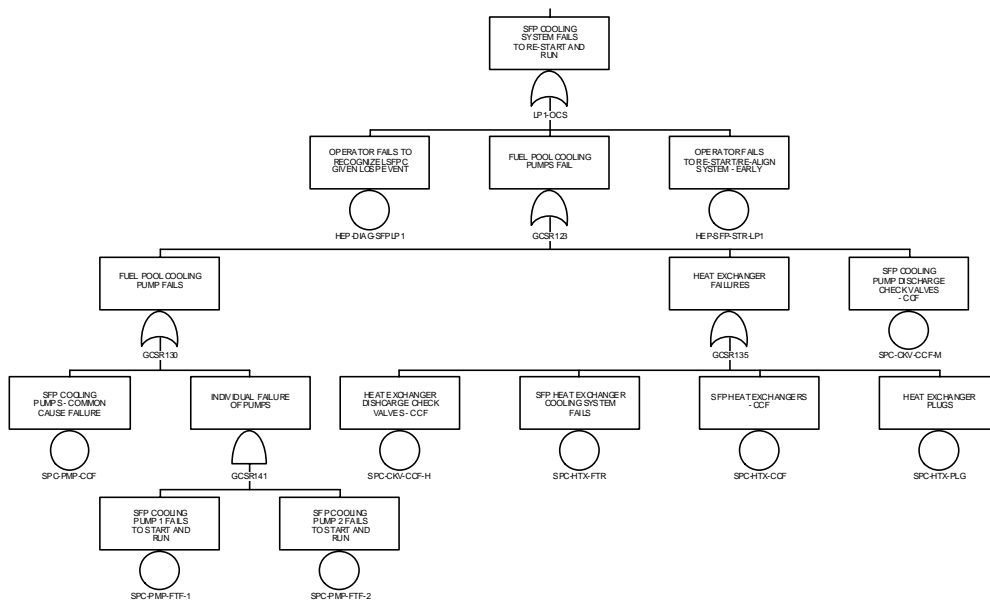 SFP COOLING
SYSTEM FAILS
TO RE-START AND
RUN
LP1-OCS
OPERATOR FAILS TO
RECOGNIZE LSFPC
GIVEN LOSP EVENT
HEP-DIAG-SFPLP1
FUEL POOL COOLING
PUMPS FAIL
GCSR123
OPERATOR FAILS
TO RE-START/RE-ALIGN
SYSTEM - EARLY
HEP-SFP-STR-LP1
FUEL POOL COOLING
PUMP FAILS
GCSR130
HEAT EXCHANGER
FAILURES
GCSR135
SFP COOLING
PUMP DISCHARGE
CHECK VALVES
- CCF
SPC-CKV-CCF-M
SFP COOLING
PUMPS - COMMON
CAUSE FAILURE
SPC-PMP-CCF
INDIVIDUAL FAILURE
OF PUMPS
GCSR141
HEAT EXCHANGER
DISHCARGE CHECK
VALVES - CCF
SPC-CKV-CCF-H
SFP HEAT EXCHANGER
COOLING SYSTEM
FAILS
SPC-HTX-FTR
SFP HEAT EXCHANGERS
- CCF
SPC-HTX-CCF
HEAT EXCHANGER
PLUGS
SPC-HTX-PLG
SFP COOLING
PUMP 1 FAILS
TO START AND
RUN
SPC-PMP-FTF-1
SFP COOLING
PUMP 2 FAILS
TO START AND
RUN
SPC-PMP-FTF-2